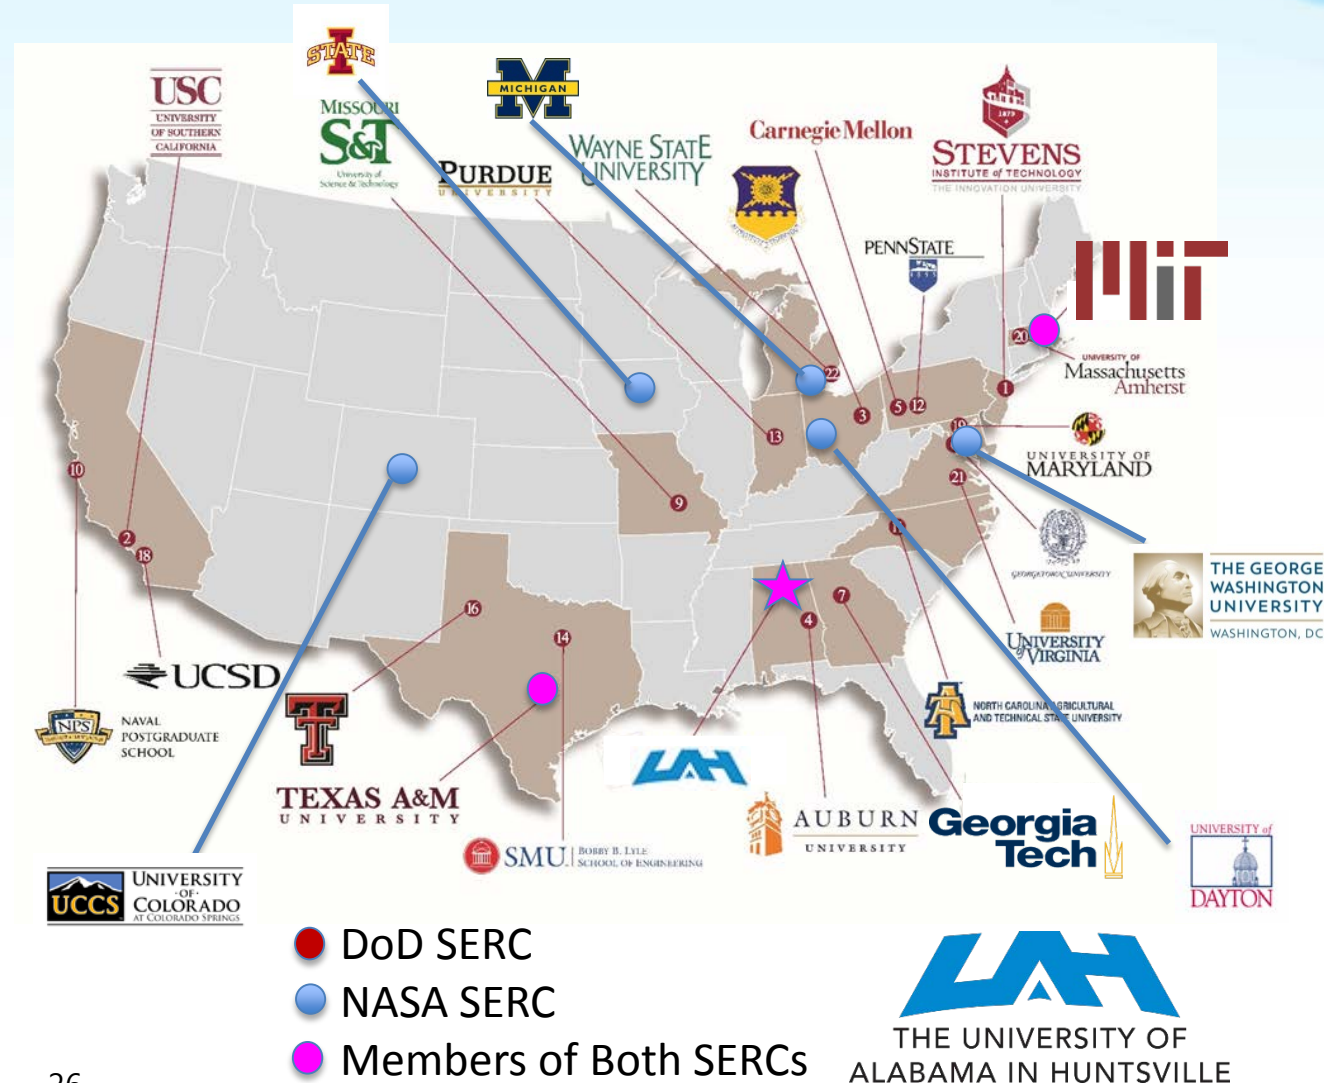 STATE
USC
UNIVERSITY
OF SOUTHERN
CALIFORNIA
MISSOURI
S&T
University of
Science & Technology
M
MICHIGAN
PURDUE
UNIVERSITY
WAYNE STATE
UNIVERSITY
Carnegie Mellon
1870
STEVENS
INSTITUTE of TECHNOLOGY
THE INNOVATION UNIVERSITY
PENNSTATE
1855
MIT
20
UNIVERSITY OF
Massachusetts
Amherst
22
1
3
5
12
13
19
UNIVERSITY OF
MARYLAND
10
9
21
2
18
GEORGETOWN UNIVERSITY
THE GEORGE
WASHINGTON
UNIVERSITY
WASHINGTON, DC
16
14
7
4
UNIVERSITY
of VIRGINIA
UCSD
NPS
NAVAL
POSTGRADUATE
SCHOOL
NORTH CAROLINA AGRICULTURAL
AND TECHNICAL STATE UNIVERSITY
TEXAS A&M
UNIVERSITY
UAH
SMU
BOBBY B. LYLE
SCHOOL OF ENGINEERING
AUBURN
UNIVERSITY
Georgia
Tech
UNIVERSITY of
DAYTON
UCCS
UNIVERSITY
·OF·
COLORADO
AT COLORADO SPRINGS
DoD SERC
NASA SERC
Members of Both SERCs
UAH
THE UNIVERSITY OF
ALABAMA IN HUNTSVILLE
26